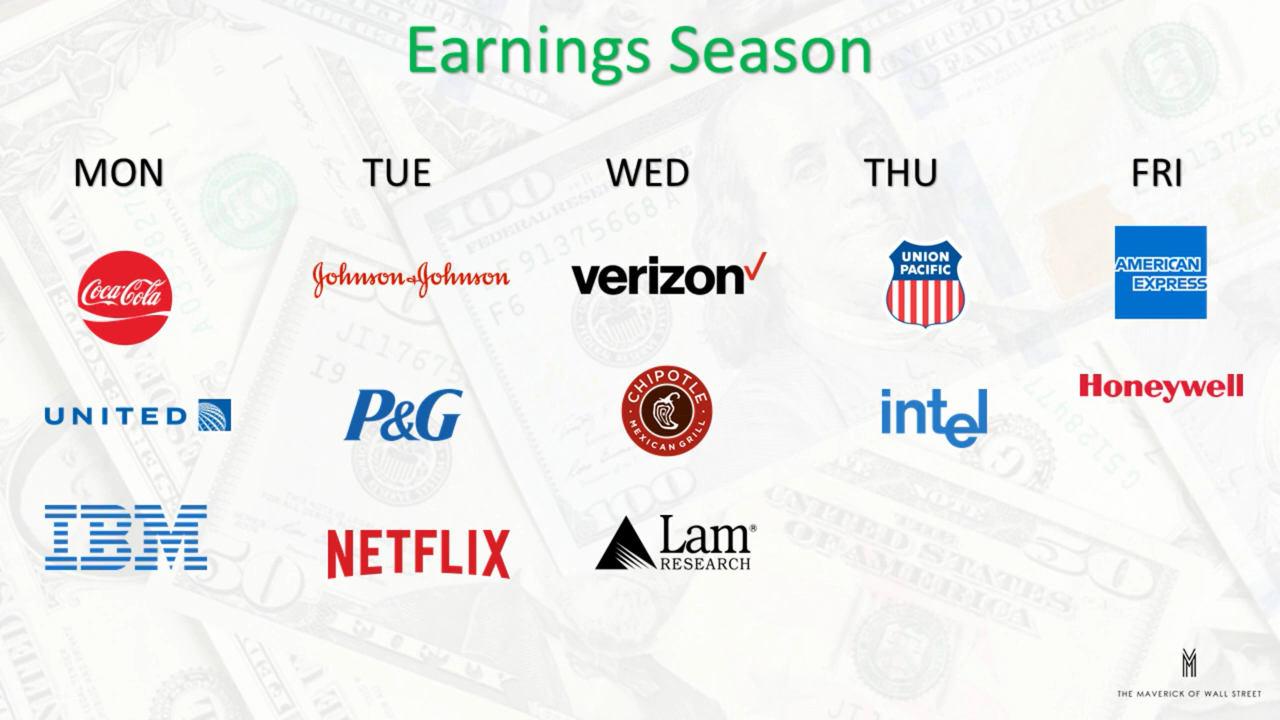 Earnings Season
MON TUE WED THU FRI
Coca-Cola
Johnson&Johnson
verizon
UNION
PACIFIC
AMERICAN
EXPRESS
UNITED
P&G
CHIPOTLE
MEXICAN GRILL
intel
Honeywell
IBM
NETFLIX
Lam®
RESEARCH
THE MAVERICK OF WALL STREET